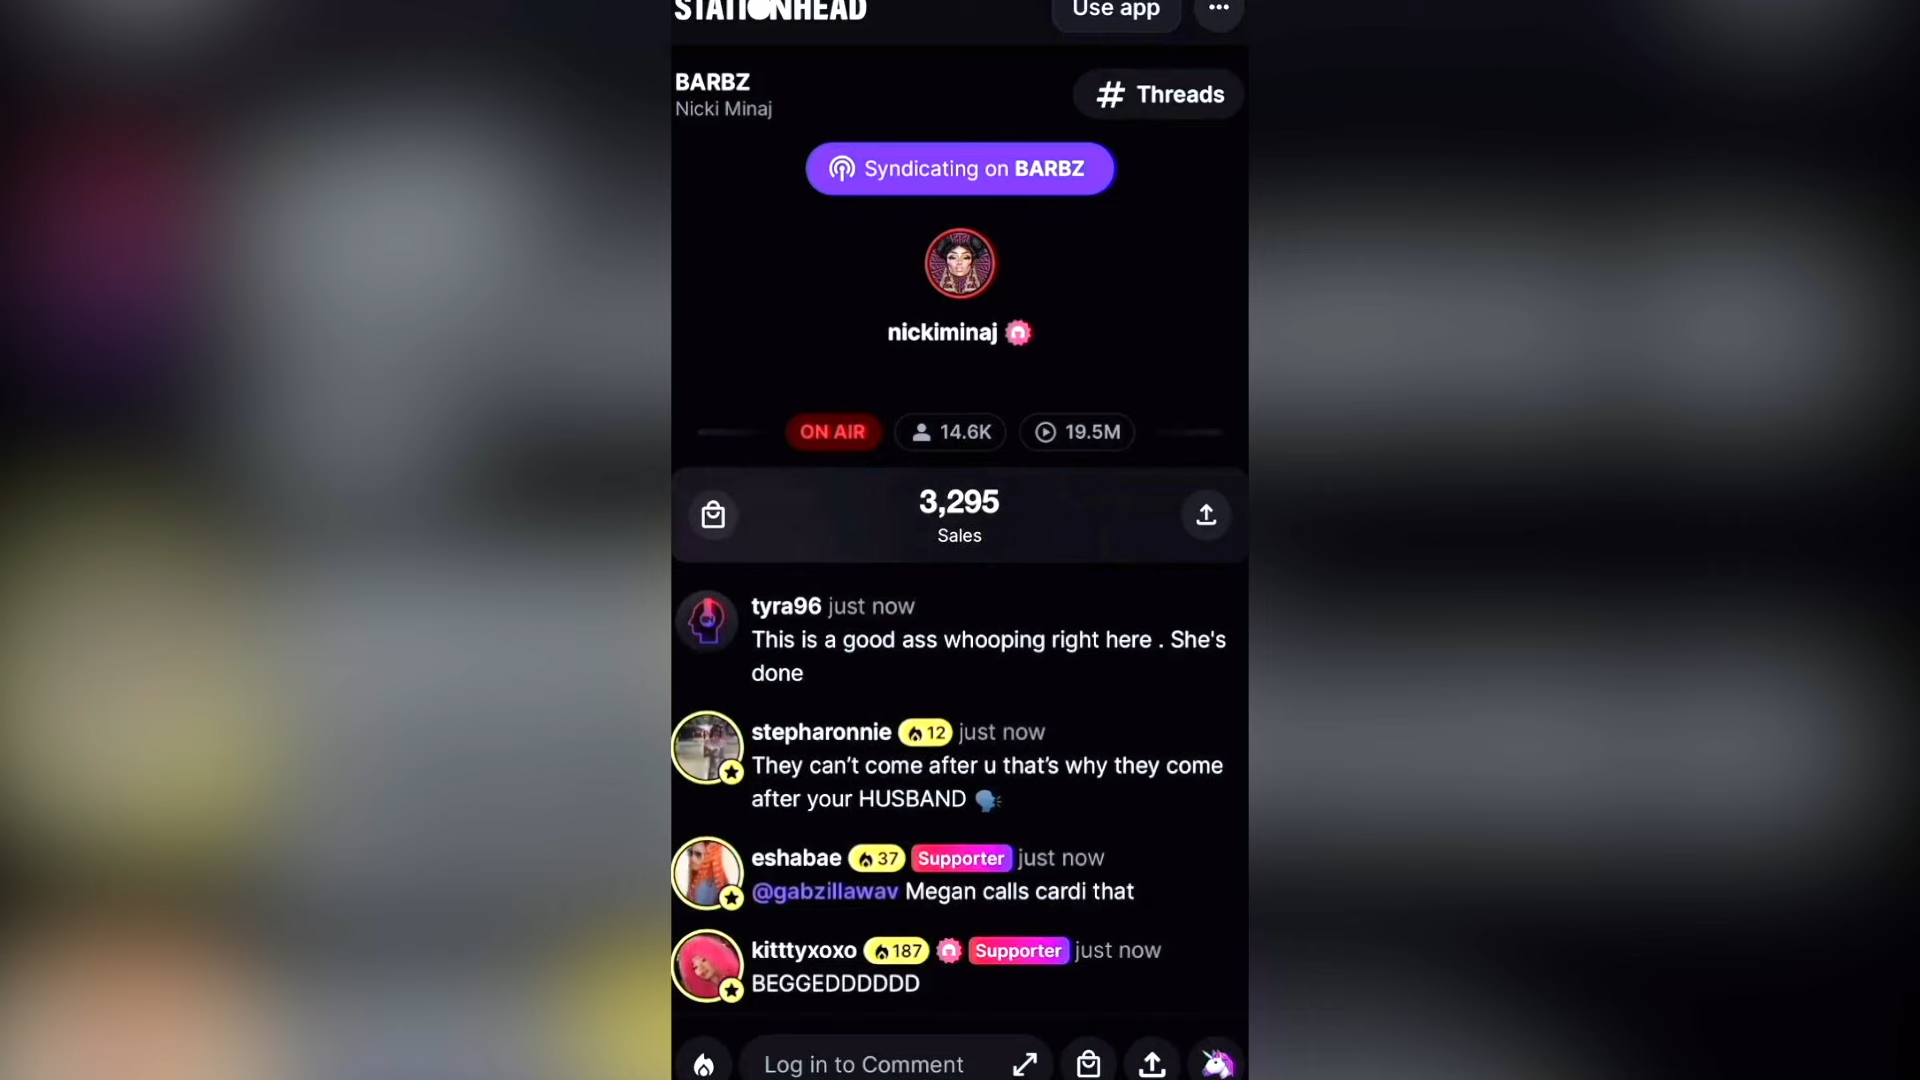 STATIONHEAD
Use app
BARBZ
Nicki Minaj
# Threads
Syndicating on BARBZ
nickiminaj
ON AIR
14.6K
19.5M
3,295
Sales
tyra96 just now
This is a good ass whooping right here . She's
done
stepharonnie 12 just now
They can’t come after u that’s why they come
after your HUSBAND
eshabae 37 Supporter just now
@gabzillawav Megan calls cardi that
kitttyxoxo 187 Supporter just now
BEGGEDDDDDD
Log in to Comment